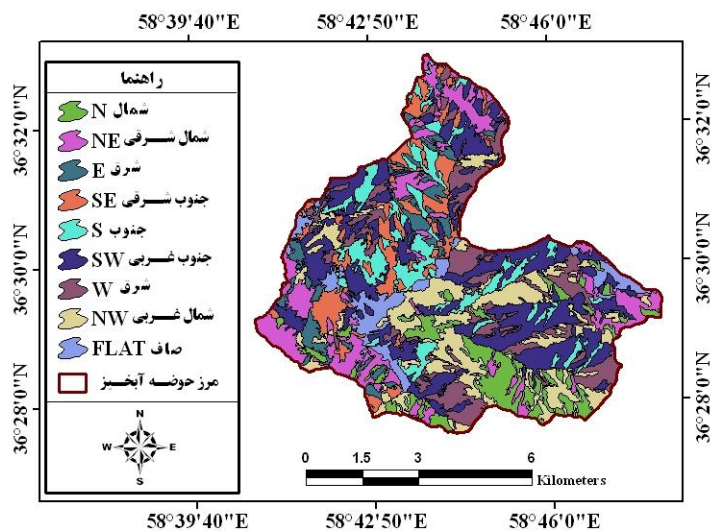 58°39'40"E 58°42'50"E 58°46'0"E
راهنما
شمال N
شمال شرقی NE
شرق E
جنوب شرقی SE
جنوب S
جنوب غربی SW
شرق W
شمال غربی NW
صاف FLAT
مرز حوضه آبخیز
N
W E
S
36°32'0"N
36°30'0"N
36°28'0"N
36°32'0"N
36°30'0"N
36°28'0"N
0 1.5 3 6
Kilometers
58°39'40"E 58°42'50"E 58°46'0"E